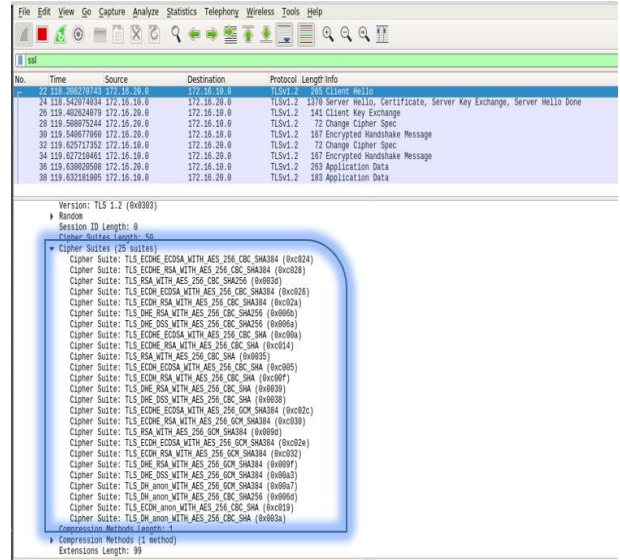 File Edit View Go Capture Analyze Statistics Telephony Wireless Tools Help
ssl
No. Time Source Destination Protocol Length Info
22 118.206270743 172.16.20.0 172.16.20.0 TLSv1.2 265 Client Hello
24 118.542074034 172.16.20.0 172.16.20.0 TLSv1.2 1370 Server Hello, Certificate, Server Key Exchange, Server Hello Done
26 119.402624079 172.16.20.0 172.16.20.0 TLSv1.2 141 Client Key Exchange
28 119.508075244 172.16.20.0 172.16.20.0 TLSv1.2 72 Change Cipher Spec
30 119.540677060 172.16.20.0 172.16.20.0 TLSv1.2 167 Encrypted Handshake Message
32 119.625717352 172.16.20.0 172.16.20.0 TLSv1.2 72 Change Cipher Spec
34 119.627210461 172.16.20.0 172.16.20.0 TLSv1.2 167 Encrypted Handshake Message
36 119.630020508 172.16.20.0 172.16.20.0 TLSv1.2 263 Application Data
38 119.632181005 172.16.20.0 172.16.20.0 TLSv1.2 183 Application Data
Version: TLS 1.2 (0x0303)
Random
Session ID Length: 0
Cipher Suites Length: 50
Cipher Suites (25 suites)
Cipher Suite: TLS_ECDHE_ECDSA_WITH_AES_256_CBC_SHA384 (0xc024)
Cipher Suite: TLS_ECDHE_RSA_WITH_AES_256_CBC_SHA384 (0xc028)
Cipher Suite: TLS_RSA_WITH_AES_256_CBC_SHA256 (0x003d)
Cipher Suite: TLS_ECDH_ECDSA_WITH_AES_256_CBC_SHA384 (0xc026)
Cipher Suite: TLS_ECDH_RSA_WITH_AES_256_CBC_SHA384 (0xc02a)
Cipher Suite: TLS_DHE_RSA_WITH_AES_256_CBC_SHA256 (0x006b)
Cipher Suite: TLS_DHE_DSS_WITH_AES_256_CBC_SHA256 (0x006a)
Cipher Suite: TLS_ECDHE_ECDSA_WITH_AES_256_CBC_SHA (0xc00a)
Cipher Suite: TLS_ECDHE_RSA_WITH_AES_256_CBC_SHA (0xc014)
Cipher Suite: TLS_RSA_WITH_AES_256_CBC_SHA (0x0035)
Cipher Suite: TLS_ECDH_ECDSA_WITH_AES_256_CBC_SHA (0xc005)
Cipher Suite: TLS_ECDH_RSA_WITH_AES_256_CBC_SHA (0xc00f)
Cipher Suite: TLS_DHE_RSA_WITH_AES_256_CBC_SHA (0x0039)
Cipher Suite: TLS_DHE_DSS_WITH_AES_256_CBC_SHA (0x0038)
Cipher Suite: TLS_ECDHE_ECDSA_WITH_AES_256_GCM_SHA384 (0xc02c)
Cipher Suite: TLS_ECDHE_RSA_WITH_AES_256_GCM_SHA384 (0xc030)
Cipher Suite: TLS_RSA_WITH_AES_256_GCM_SHA384 (0x009d)
Cipher Suite: TLS_ECDH_ECDSA_WITH_AES_256_GCM_SHA384 (0xc02e)
Cipher Suite: TLS_ECDH_RSA_WITH_AES_256_GCM_SHA384 (0xc032)
Cipher Suite: TLS_DHE_RSA_WITH_AES_256_GCM_SHA384 (0x009f)
Cipher Suite: TLS_DHE_DSS_WITH_AES_256_GCM_SHA384 (0x00a3)
Cipher Suite: TLS_DH_anon_WITH_AES_256_GCM_SHA384 (0x00a7)
Cipher Suite: TLS_DH_anon_WITH_AES_256_CBC_SHA256 (0x006d)
Cipher Suite: TLS_ECDH_anon_WITH_AES_256_CBC_SHA (0xc019)
Cipher Suite: TLS_DH_anon_WITH_AES_256_CBC_SHA (0x003a)
Compression Methods Length: 1
Compression Methods (1 method)
Extensions Length: 99